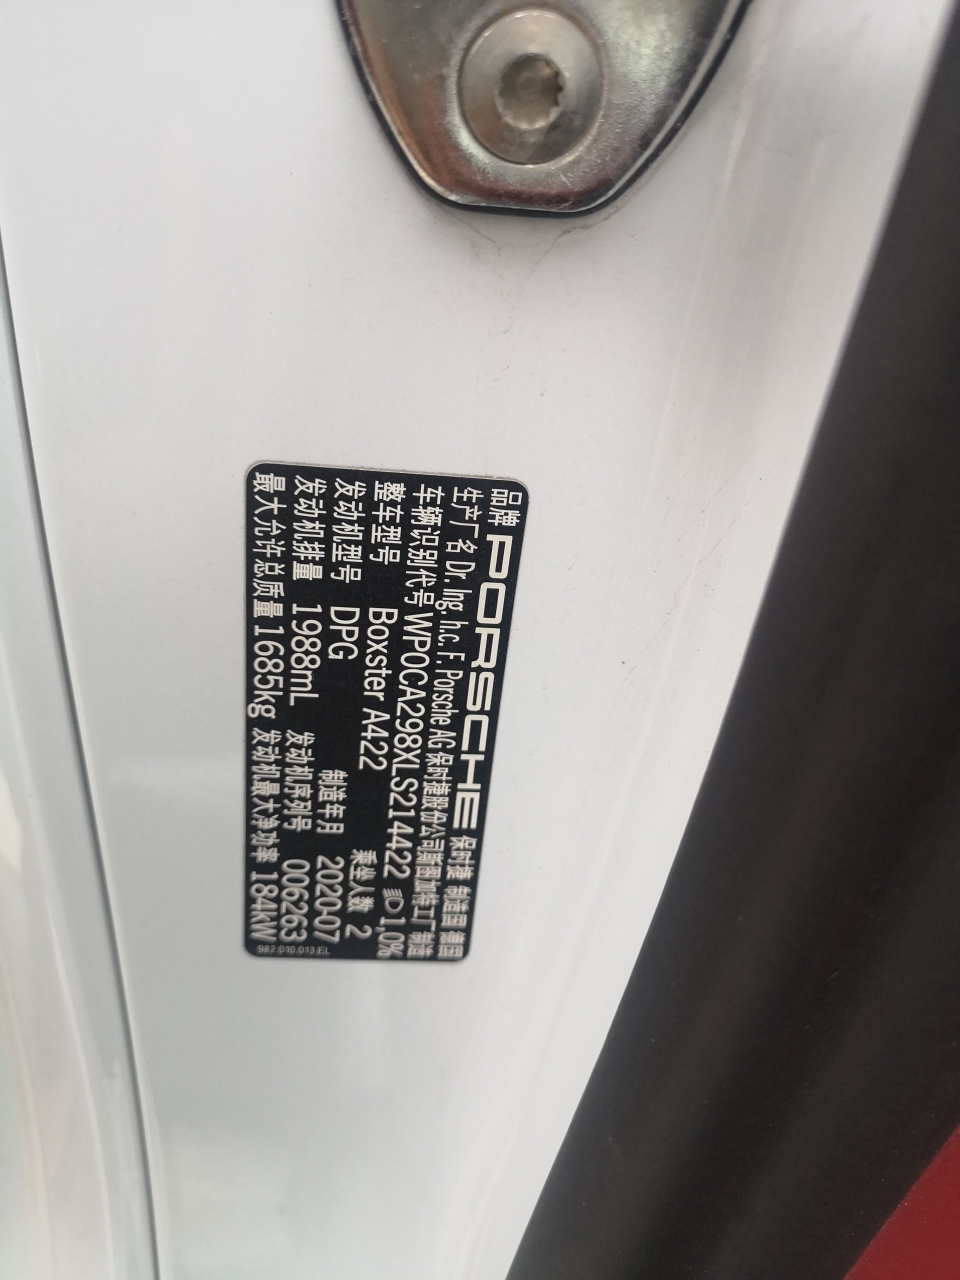 品牌 PORSCHE 保时捷 制造国 德国
生产厂名 Dr. Ing. h.c. F. Porsche AG 保时捷股份公司斯图加特工厂制造
车辆识别代号 WP0CA298XLS214422 1,0%
整车型号 Boxster A422 乘坐人数 2
发动机型号 DPG 制造年月 2020-07
发动机排量 1988mL 发动机序列号 006263
最大允许总质量 1685kg 发动机最大净功率 184kW
982.010.013.EL